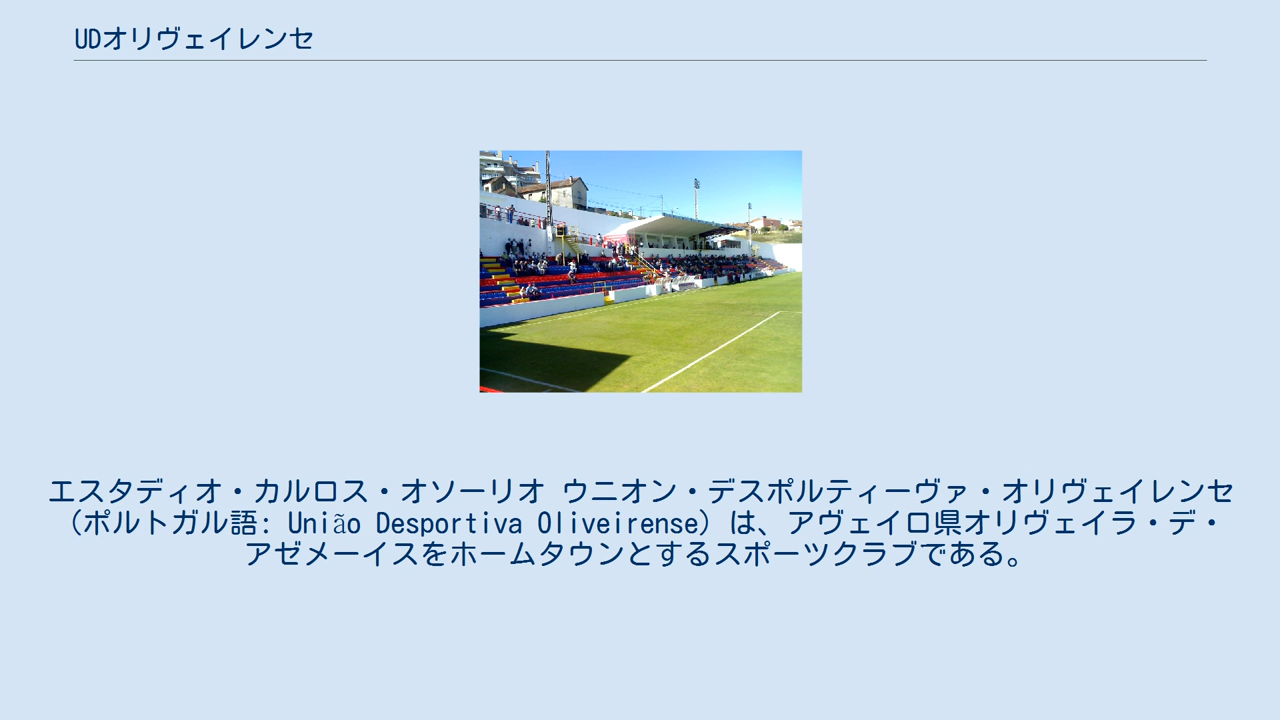 UDオリヴェイレンセ
エスタディオ・カルロス・オソーリオ ウニオン・デスポルティーヴァ・オリヴェイレンセ
（ポルトガル語: União Desportiva Oliveirense）は、アヴェイロ県オリヴェイラ・デ・
アゼメーイスをホームタウンとするスポーツクラブである。